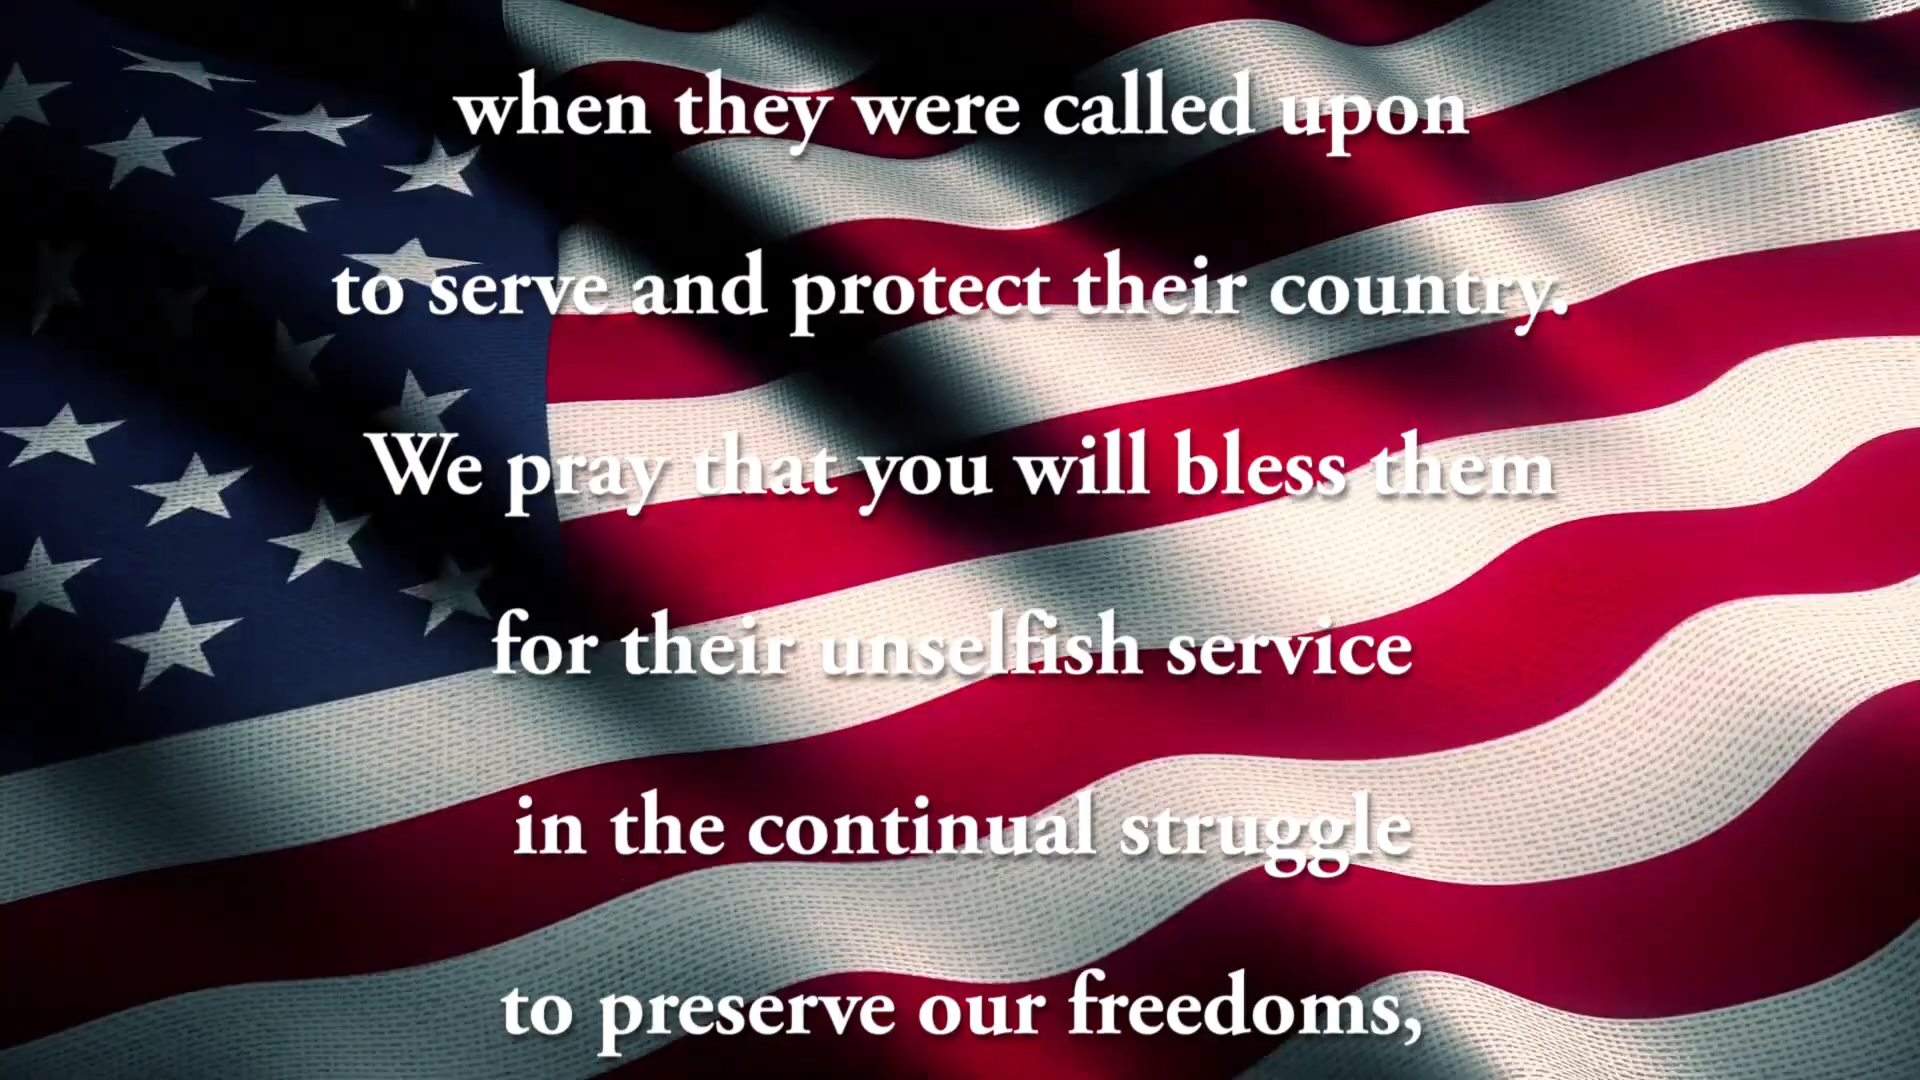 when they were called upon
to serve and protect their country.
We pray that you will bless them
for their unselfish service
in the continual struggle
to preserve our freedoms,